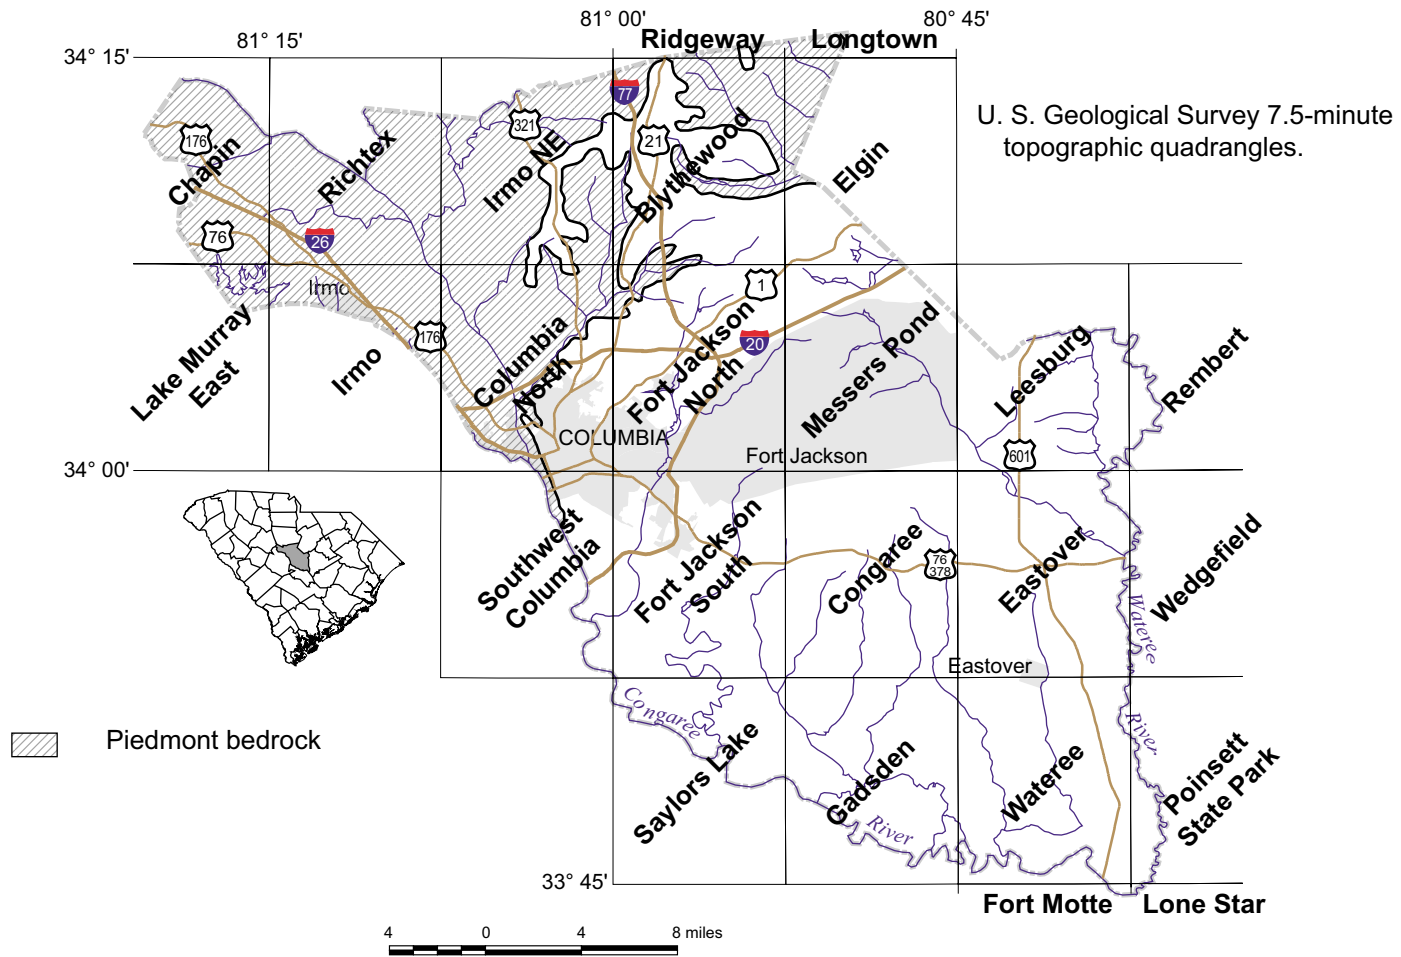 81° 00'
80° 45'
81° 15'
Ridgeway
Longtown
34° 15'
U. S. Geological Survey 7.5-minute
topographic quadrangles.
77
321
21
176
Chapin
Richtex
Irmo NE
Blythewood
Elgin
76
26
Irmo
1
176
20
Lake Murray
East
Irmo
Columbia
North
Fort Jackson
North
Messers Pond
Leesburg
Rembert
COLUMBIA
Fort Jackson
601
34° 00'
Southwest
Columbia
Fort Jackson
South
Congaree
76
378
Eastover
Wedgefield
Wateree
Eastover
Congaree
River
Piedmont bedrock
Saylors Lake
Gadsden
Wateree
Poinsett
State Park
River
33° 45'
Fort Motte
Lone Star
4
0
4
8 miles